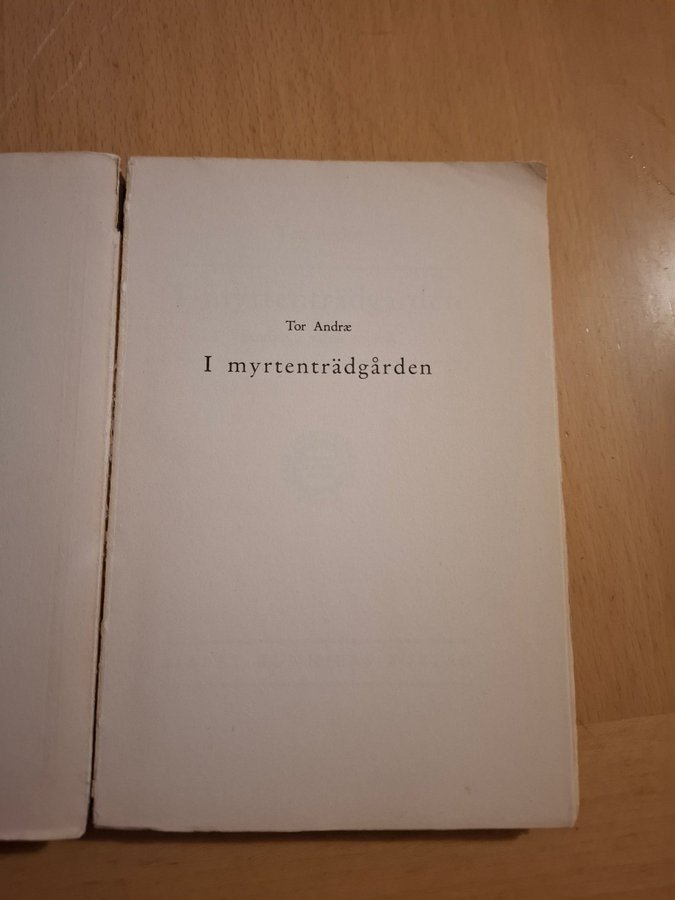 Tor Andræ
I myrtenträdgården